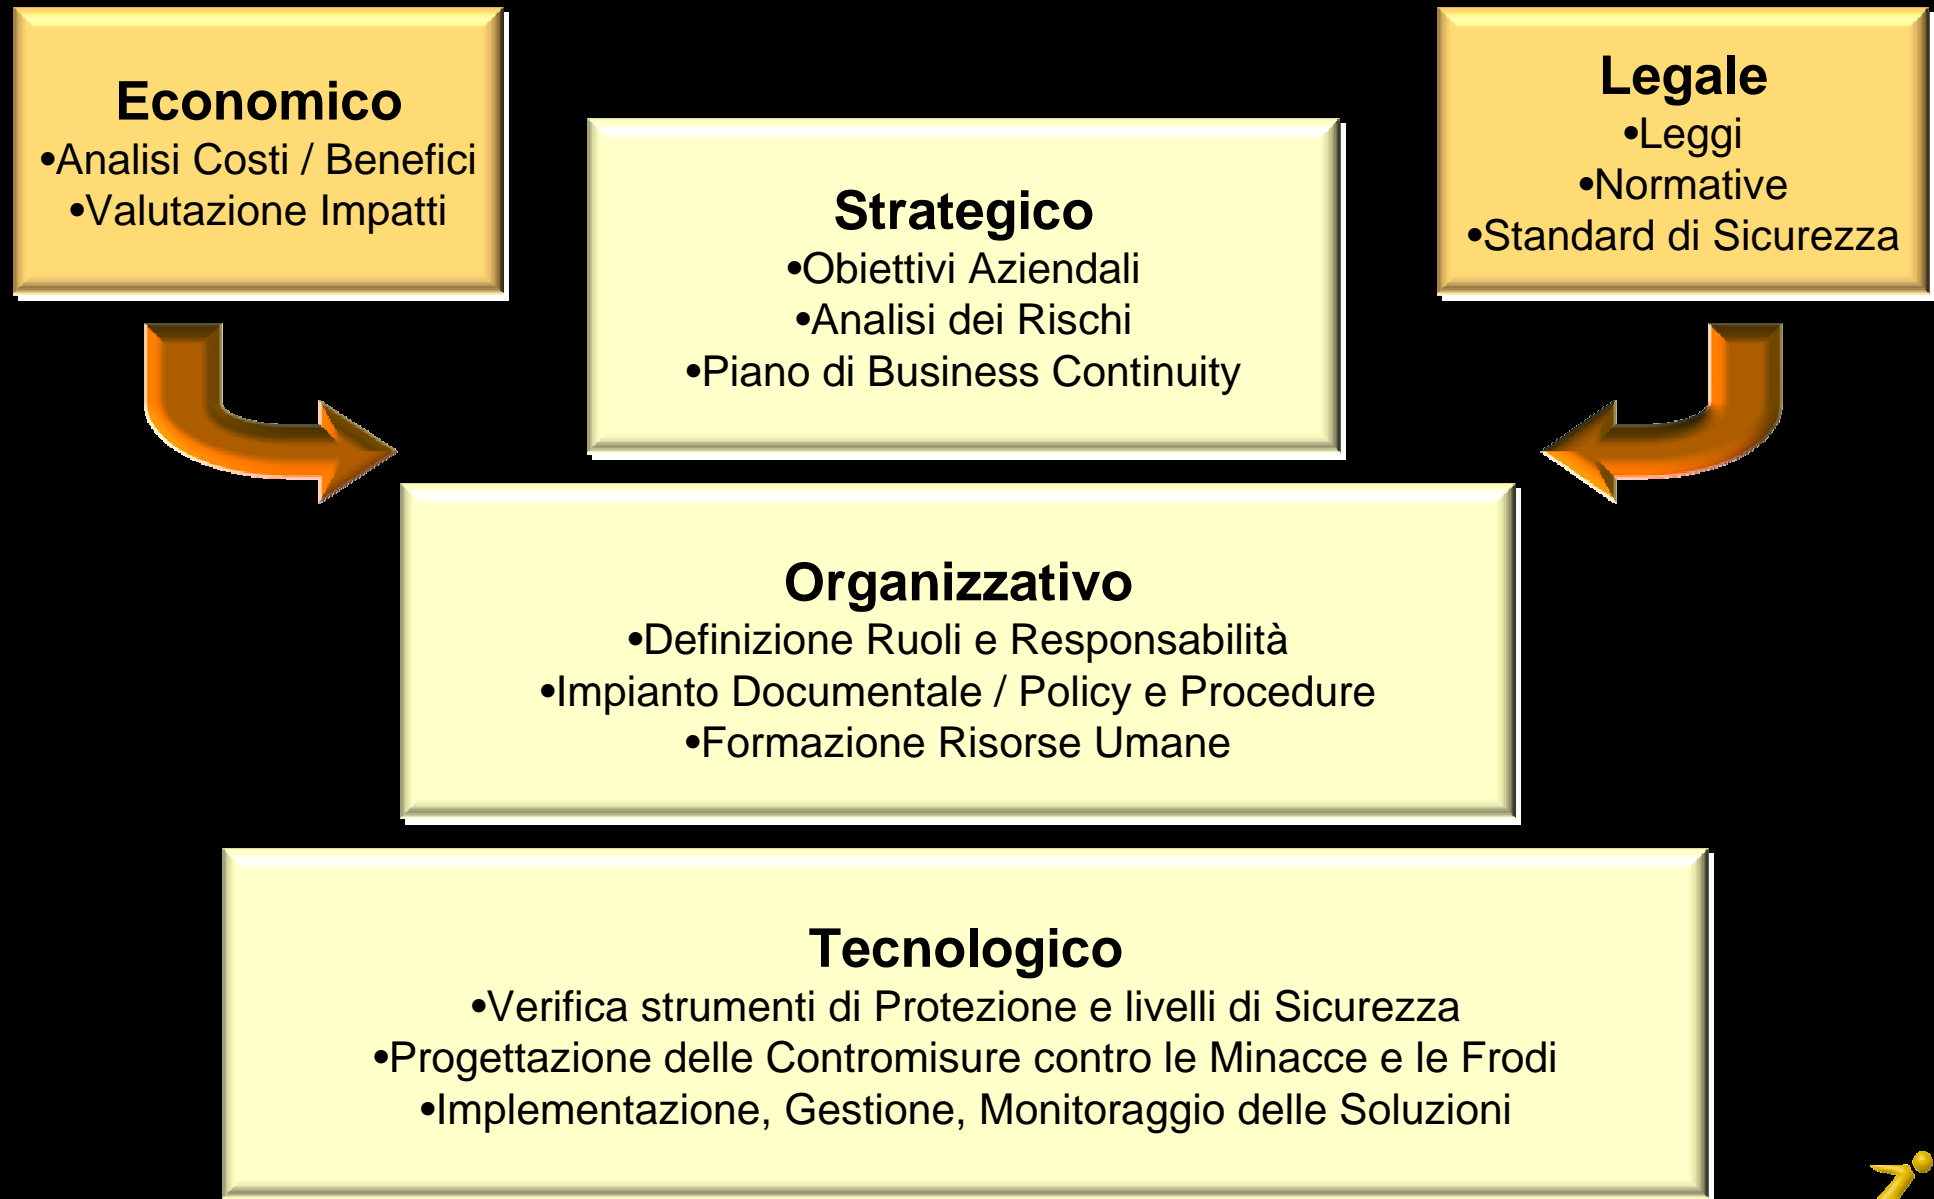 Economico
•Analisi Costi / Benefici
•Valutazione Impatti
Legale
•Leggi
•Normative
•Standard di Sicurezza
Strategico
•Obiettivi Aziendali
•Analisi dei Rischi
•Piano di Business Continuity
Organizzativo
•Definizione Ruoli e Responsabilità
•Impianto Documentale / Policy e Procedure
•Formazione Risorse Umane
Tecnologico
•Verifica strumenti di Protezione e livelli di Sicurezza
•Progettazione delle Contromisure contro le Minacce e le Frodi
•Implementazione, Gestione, Monitoraggio delle Soluzioni